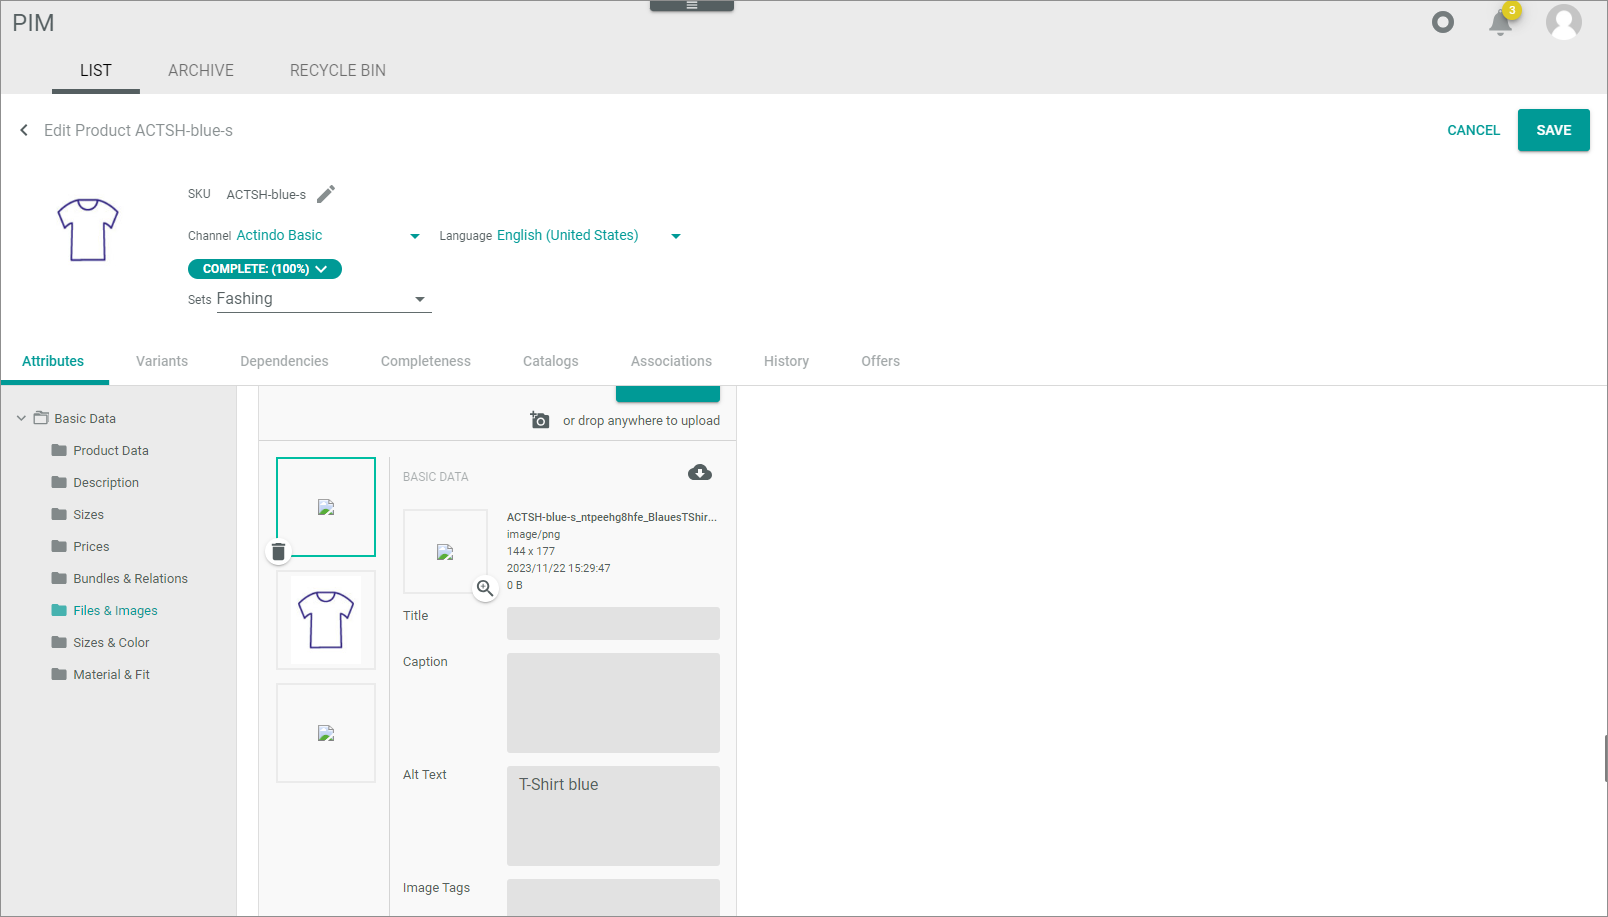 PIM
3
LIST
ARCHIVE
RECYCLE BIN
Edit Product ACTSH-blue-s
CANCEL
SAVE
SKU ACTSH-blue-s
Channel Actindo Basic
Language English (United States)
COMPLETE: (100%)
Sets Fashing
Attributes
Variants
Dependencies
Completeness
Catalogs
Associations
History
Offers
Basic Data
Product Data
Description
Sizes
Prices
Bundles & Relations
Files & Images
Sizes & Color
Material & Fit
or drop anywhere to upload
BASIC DATA
ACTSH-blue-s_ntpeehg8hfe_BlauesTShir...
image/png
144 x 177
2023/11/22 15:29:47
0 B
Title
Caption
Alt Text
T-Shirt blue
Image Tags